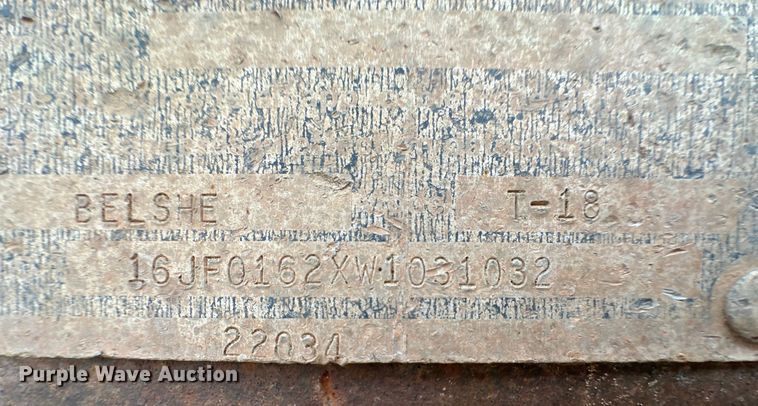 BELSHE T-18
16JF0162XW1031032
22034
Purple Wave Auction